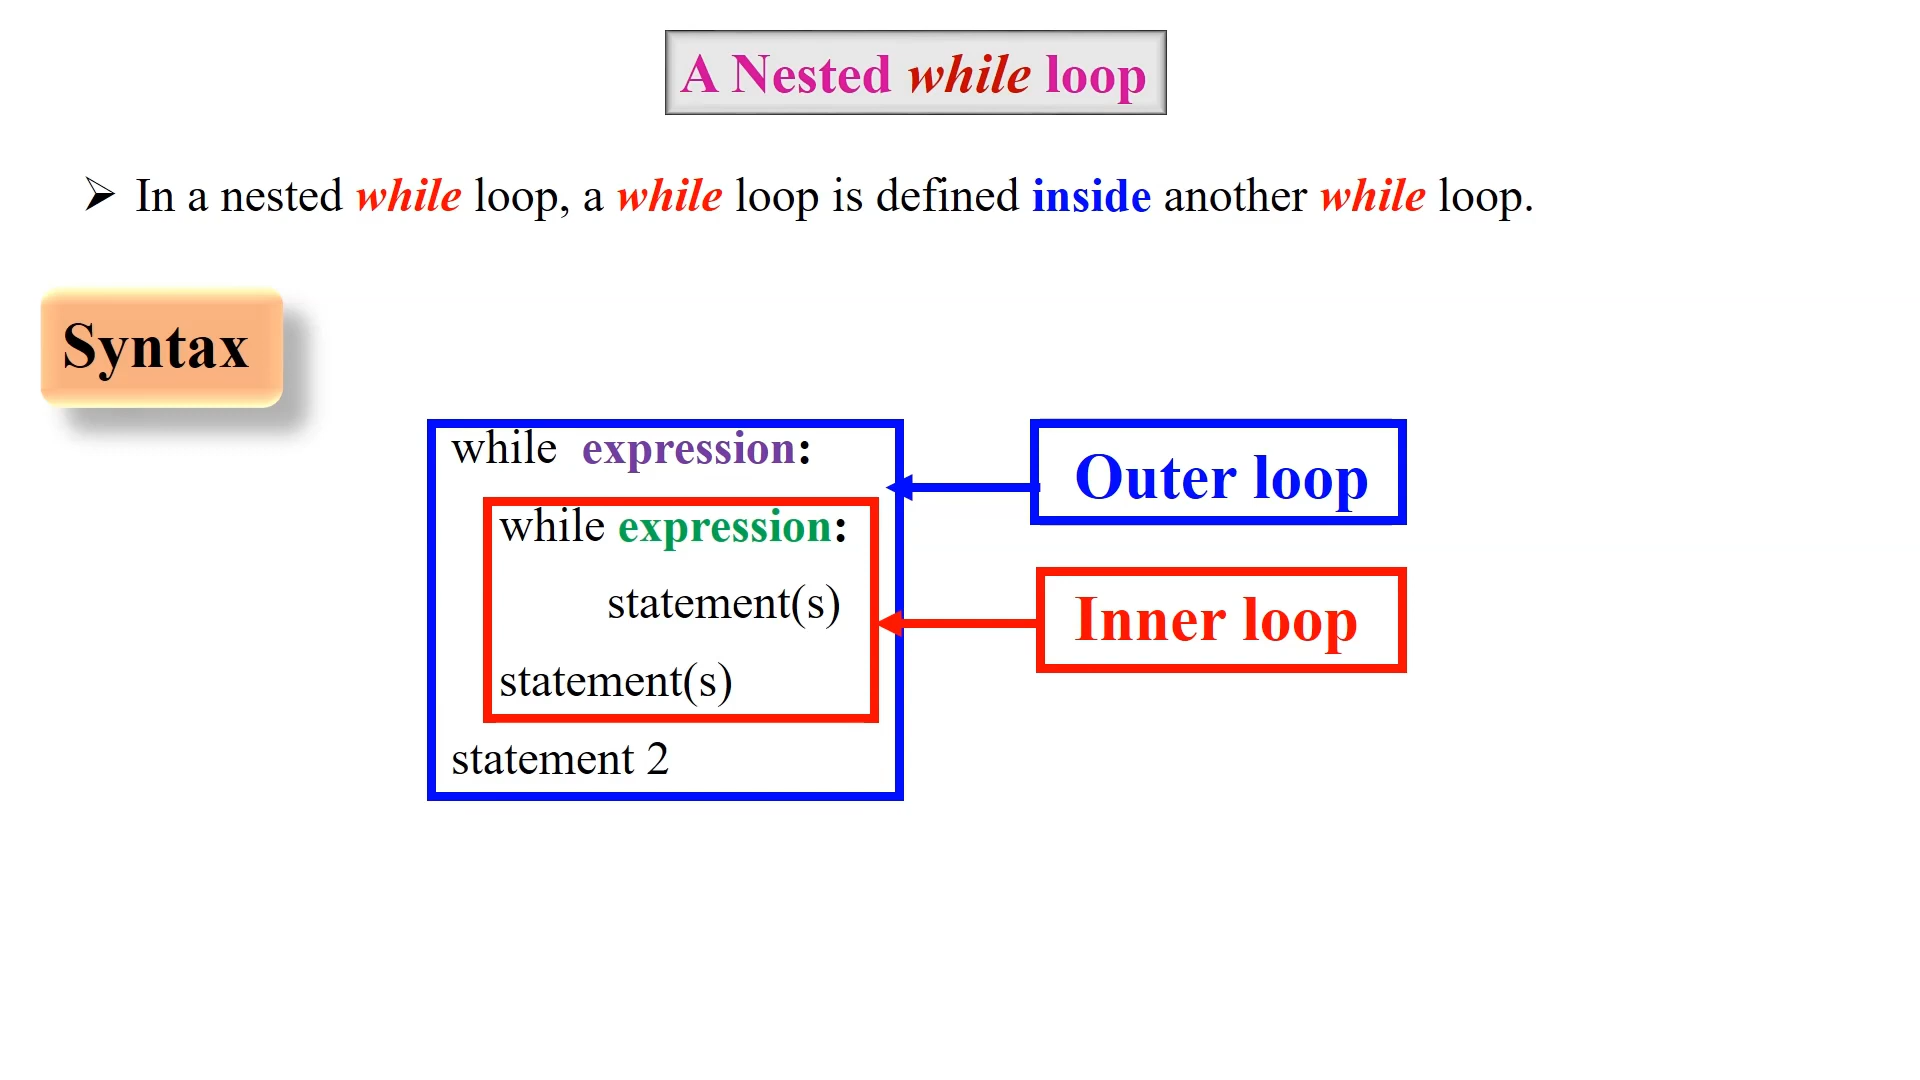 A Nested while loop
➢ In a nested while loop, a while loop is defined inside another while loop.
Syntax
while expression:
while expression:
statement(s)
statement(s)
statement 2
Outer loop
Inner loop